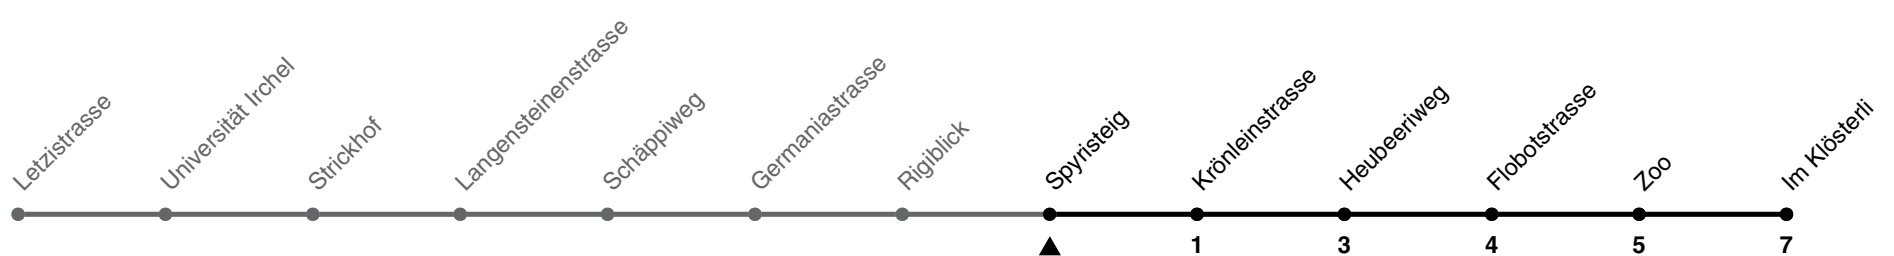 Letzistrasse
Universität Irchel
Strickhof
Langensteinenstrasse
Schäppiweg
Germaniastrasse
Rigiblick
Spyristeig
Krönleinstrasse
Heubeeriweg
Flobotstrasse
Zoo
Im Klösterli
1
3
4
5
7